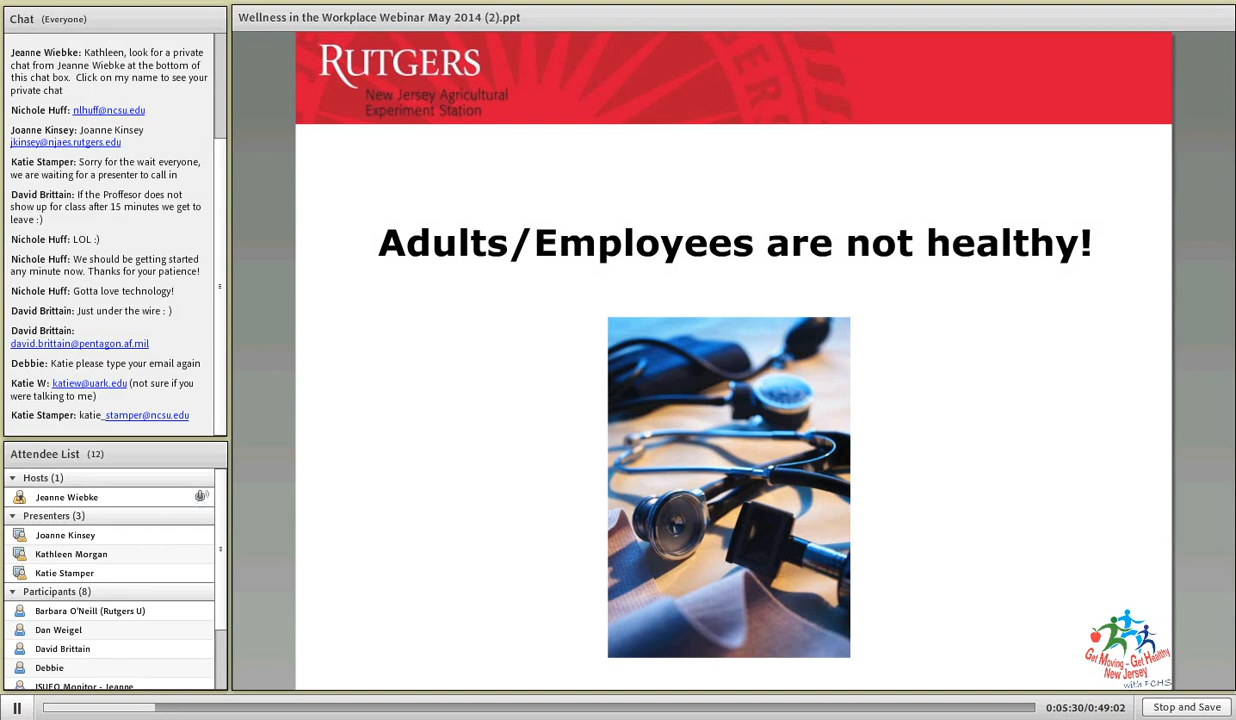 Chat (Everyone)
Jeanne Wiebke: Kathleen, look for a private
chat from Jeanne Wiebke at the bottom of
this chat box. Click on my name to see your
private chat
Nichole Huff: nlhuff@ncsu.edu
Joanne Kinsey: Joanne Kinsey
jkinsey@njaes.rutgers.edu
Katie Stamper: Sorry for the wait everyone,
we are waiting for a presenter to call in
David Brittain: If the Proffesor does not
show up for class after 15 minutes we get to
leave :)
Nichole Huff: LOL :)
Nichole Huff: We should be getting started
any minute now. Thanks for your patience!
Nichole Huff: Gotta love technology!
David Brittain: Just under the wire : )
David Brittain:
david.brittain@pentagon.af.mil
Debbie: Katie please type your email again
Katie W: katiew@uark.edu (not sure if you
were talking to me)
Katie Stamper: katie_stamper@ncsu.edu
Attendee List (12)
Hosts (1)
Jeanne Wiebke
Presenters (3)
Joanne Kinsey
Kathleen Morgan
Katie Stamper
Participants (8)
Barbara O'Neill (Rutgers U)
Dan Weigel
David Brittain
Debbie
ISUEO Monitor - Jeanne
Wellness in the Workplace Webinar May 2014 (2).ppt
RUTGERS
New Jersey Agricultural
Experiment Station
Adults/Employees are not healthy!
Get Moving - Get Healthy
New Jersey
with FCHS
0:05:30/0:49:02
Stop and Save